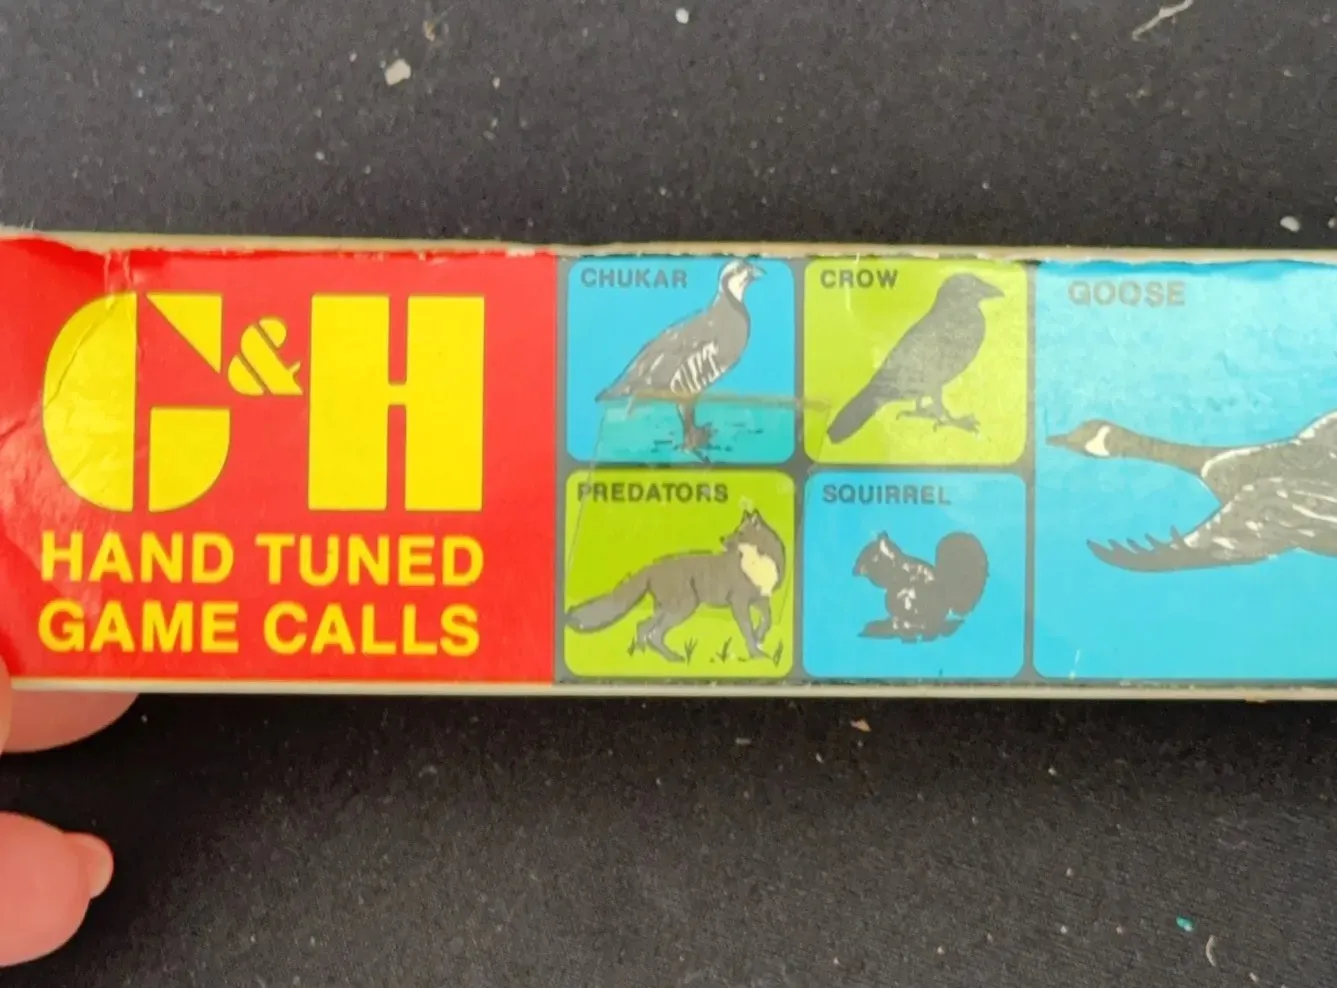 G&H
HAND TUNED
GAME CALLS
CHUKAR
CROW
GOOSE
PREDATORS
SQUIRREL